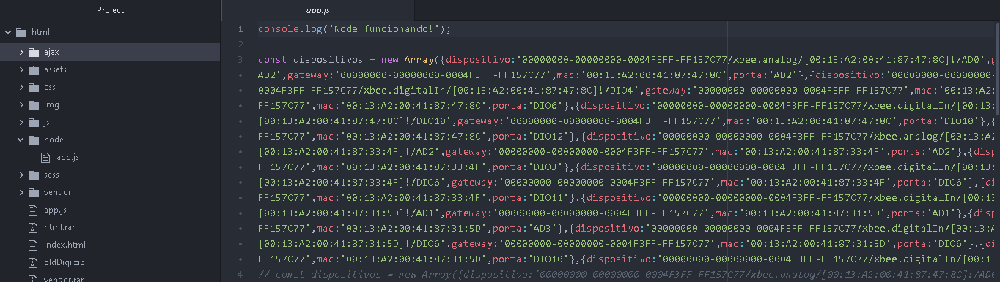 Project
html
ajax
assets
css
img
js
node
app.js
scss
vendor
app.js
html.rar
index.html
oldDigi.zip
vendor.rar
app.js
1 console.log('Node funcionando!');
2
3 const dispositivos = new Array({dispositivo:'00000000-00000000-0004F3FF-FF157C77/xbee.analog/[00:13:A2:00:41:87:47:8C]!/AD0',g
AD2',gateway:'00000000-00000000-0004F3FF-FF157C77',mac:'00:13:A2:00:41:87:47:8C',porta:'AD2'},{dispositivo:'00000000-00000000-
0004F3FF-FF157C77/xbee.digitalIn/[00:13:A2:00:41:87:47:8C]!/DIO4',gateway:'00000000-00000000-0004F3FF-FF157C77',mac:'00:13:A2:
FF157C77',mac:'00:13:A2:00:41:87:47:8C',porta:'DIO6'},{dispositivo:'00000000-00000000-0004F3FF-FF157C77/xbee.digitalIn/[00:13:
[00:13:A2:00:41:87:47:8C]!/DIO10',gateway:'00000000-00000000-0004F3FF-FF157C77',mac:'00:13:A2:00:41:87:47:8C',porta:'DIO10'},{
FF157C77',mac:'00:13:A2:00:41:87:47:8C',porta:'DIO12'},{dispositivo:'00000000-00000000-0004F3FF-FF157C77/xbee.analog/[00:13:A2
[00:13:A2:00:41:87:33:4F]!/AD2',gateway:'00000000-00000000-0004F3FF-FF157C77',mac:'00:13:A2:00:41:87:33:4F',porta:'AD2'},{disp
FF157C77',mac:'00:13:A2:00:41:87:33:4F',porta:'DIO3'},{dispositivo:'00000000-00000000-0004F3FF-FF157C77/xbee.digitalIn/[00:13:
[00:13:A2:00:41:87:33:4F]!/DIO6',gateway:'00000000-00000000-0004F3FF-FF157C77',mac:'00:13:A2:00:41:87:33:4F',porta:'DIO6'},{di
FF157C77',mac:'00:13:A2:00:41:87:33:4F',porta:'DIO11'},{dispositivo:'00000000-00000000-0004F3FF-FF157C77/xbee.digitalIn/[00:13
[00:13:A2:00:41:87:31:5D]!/AD1',gateway:'00000000-00000000-0004F3FF-FF157C77',mac:'00:13:A2:00:41:87:31:5D',porta:'AD1'},{disp
FF157C77',mac:'00:13:A2:00:41:87:31:5D',porta:'AD3'},{dispositivo:'00000000-00000000-0004F3FF-FF157C77/xbee.digitalIn/[00:13:A
[00:13:A2:00:41:87:31:5D]!/DIO6',gateway:'00000000-00000000-0004F3FF-FF157C77',mac:'00:13:A2:00:41:87:31:5D',porta:'DIO6'},{di
FF157C77',mac:'00:13:A2:00:41:87:31:5D',porta:'DIO10'},{dispositivo:'00000000-00000000-0004F3FF-FF157C77/xbee.digitalIn/[00:13
4 // const dispositivos = new Array({dispositivo:'00000000-00000000-0004F3FF-FF157C77/xbee.analog/[00:13:A2:00:41:87:47:8C]!/AD0